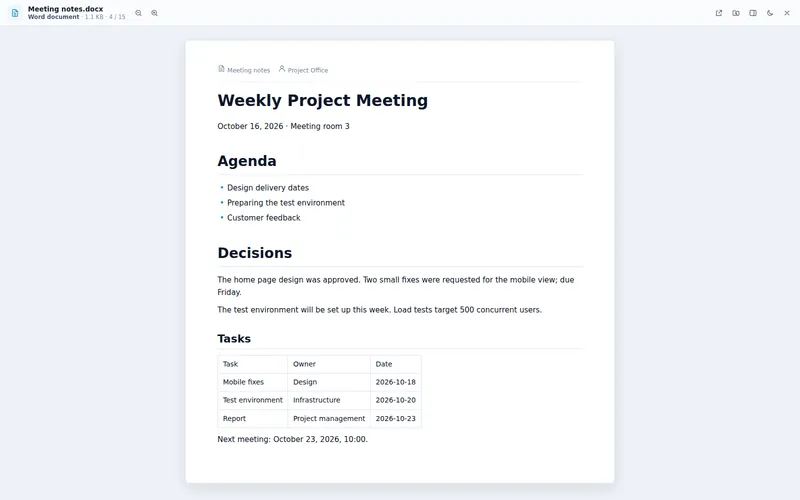 Meeting notes.docx
Word document · 1.1 KB · 4 / 15
Meeting notes Project Office
Weekly Project Meeting
October 16, 2026 · Meeting room 3
Agenda
• Design delivery dates
• Preparing the test environment
• Customer feedback
Decisions
The home page design was approved. Two small fixes were requested for the mobile view; due
Friday.
The test environment will be set up this week. Load tests target 500 concurrent users.
Tasks
Task Owner Date
Mobile fixes Design 2026-10-18
Test environment Infrastructure 2026-10-20
Report Project management 2026-10-23
Next meeting: October 23, 2026, 10:00.